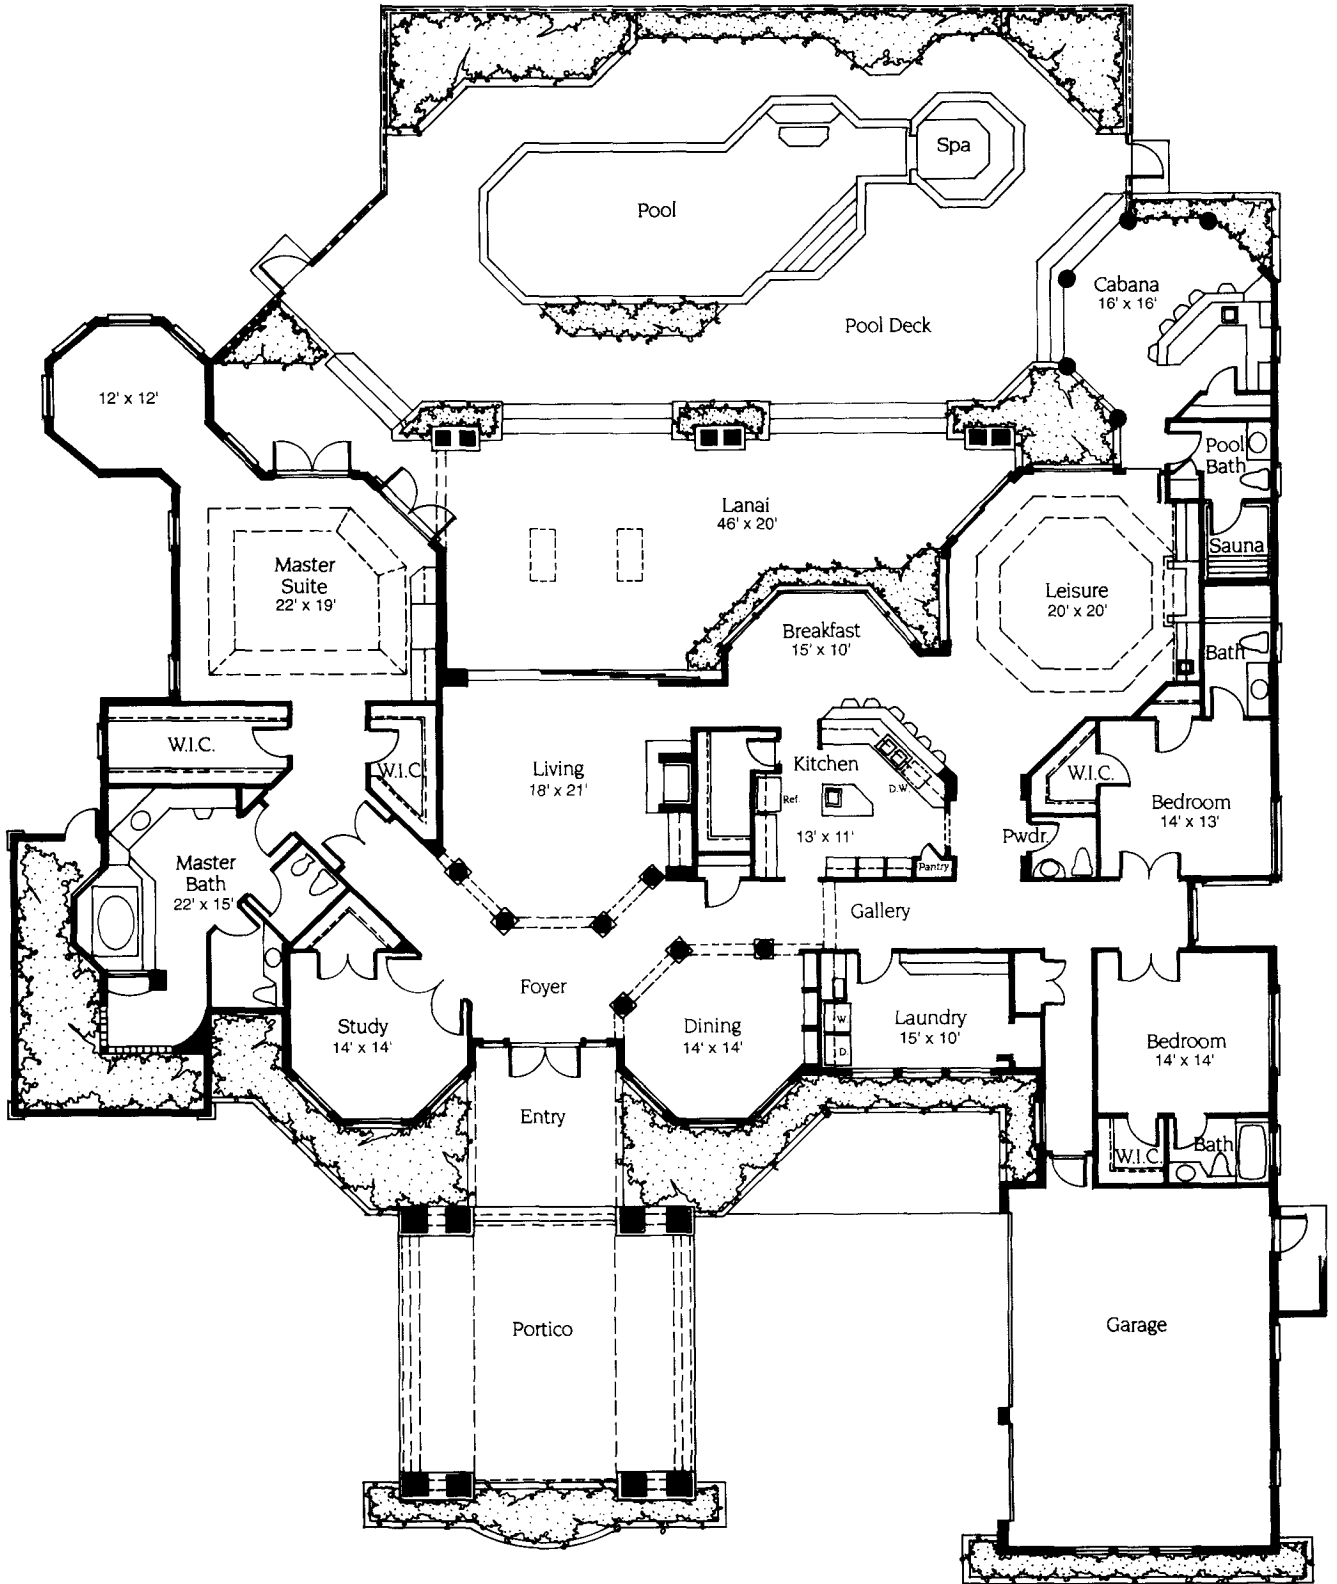 Spa
Pool
Cabana
16' x 16'
Pool Deck
12' x 12'
Pool
Bath
Lanai
46' x 20'
Sauna
Master
Suite
22' x 19'
Leisure
20' x 20'
Breakfast
15' x 10'
Bath
W.I.C.
W.I.C.
Living
18' x 21'
Kitchen
Ref.
D.W.
13' x 11'
Pantry
W.I.C.
Bedroom
14' x 13'
Pwdr.
Master
Bath
22' x 15'
Gallery
Foyer
Study
14' x 14'
Dining
14' x 14'
W.
D.
Laundry
15' x 10'
Bedroom
14' x 14'
Entry
W.I.C.
Bath
Portico
Garage